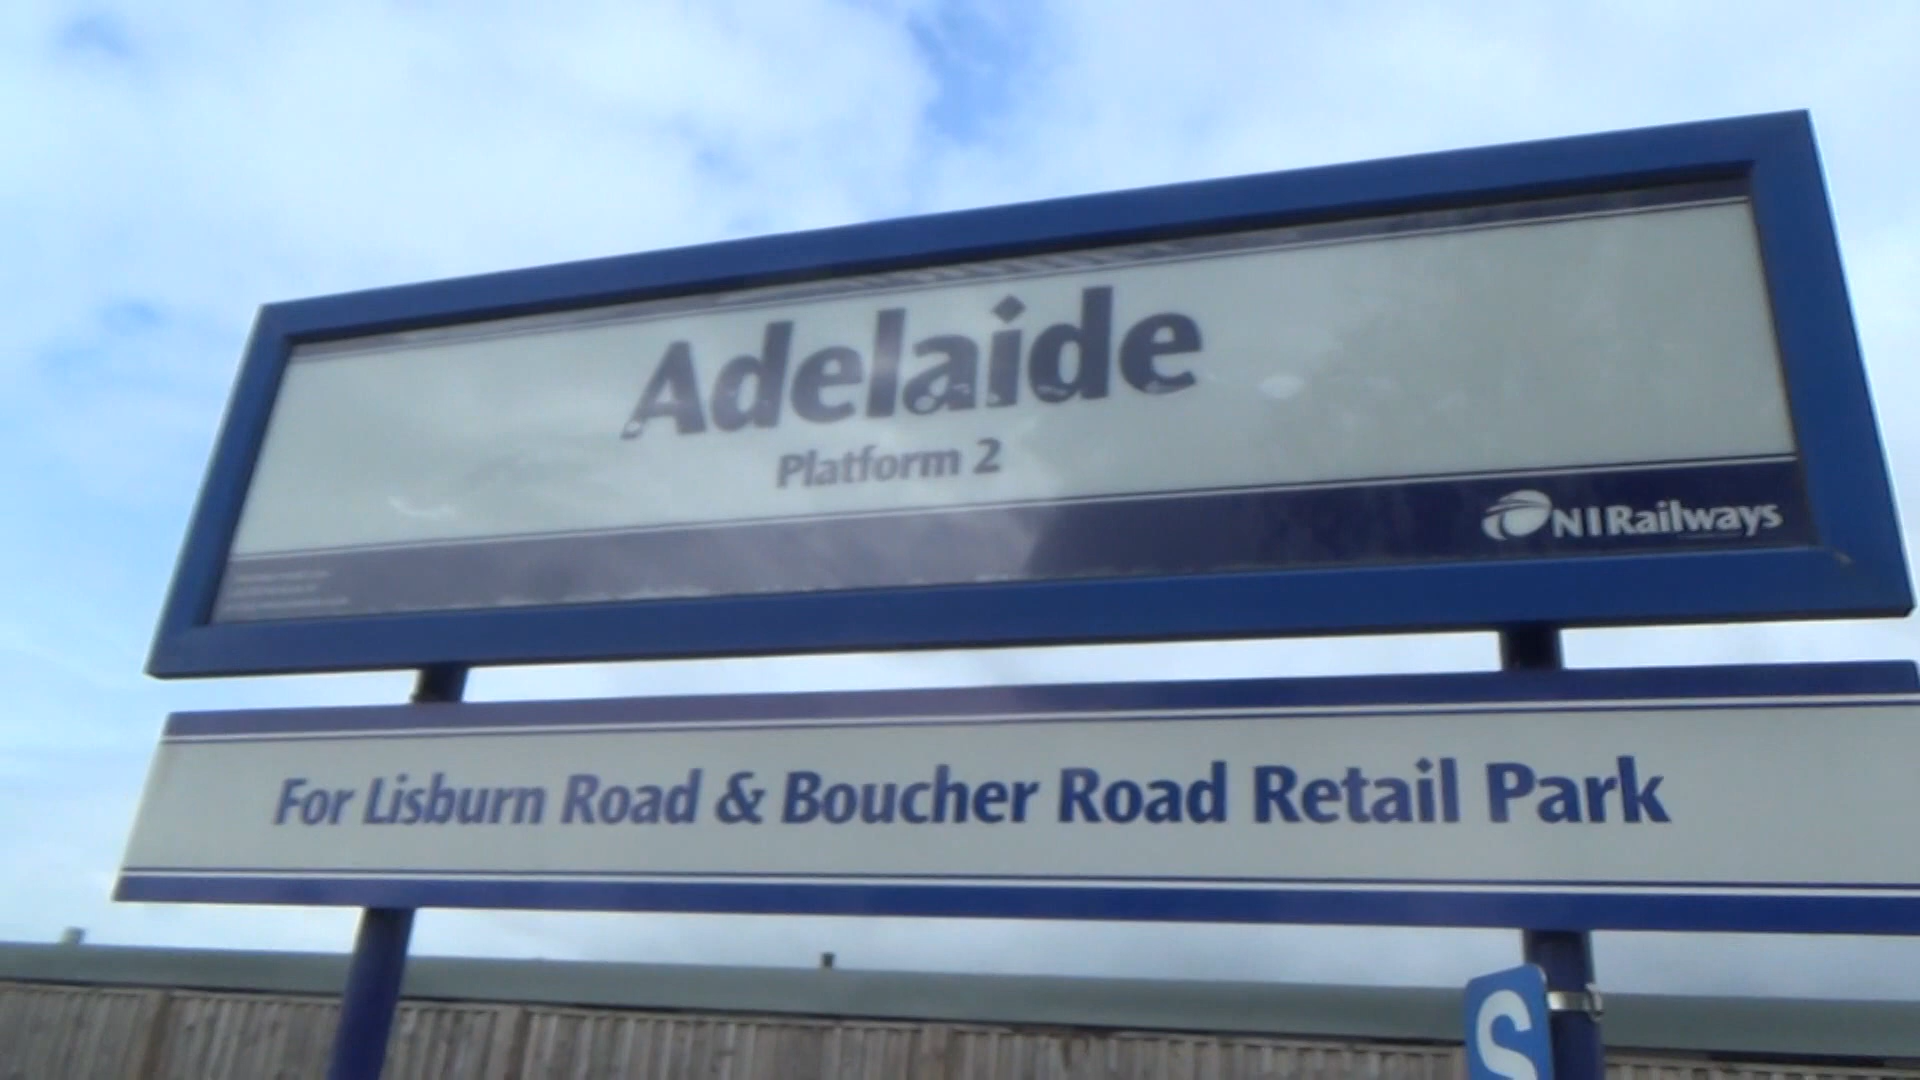 Adelaide
Platform 2
NIRailways
For Lisburn Road & Boucher Road Retail Park
S